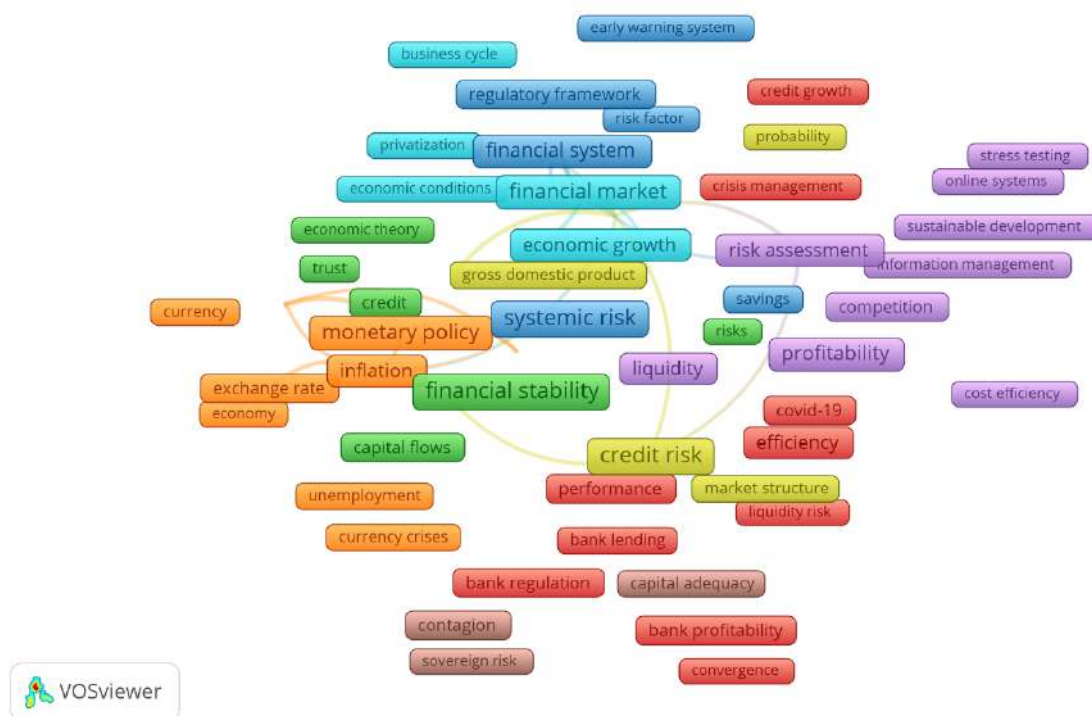 early warning system
business cycle
regulatory framework
credit growth
risk factor
probability
privatization
financial system
stress testing
online systems
economic conditions
financial market
crisis management
sustainable development
economic theory
economic growth
risk assessment
information management
trust
gross domestic product
credit
savings
competition
currency
monetary policy
systemic risk
risks
inflation
liquidity
profitability
exchange rate
financial stability
cost efficiency
economy
covid-19
capital flows
credit risk
efficiency
unemployment
performance
market structure
liquidity risk
currency crises
bank lending
bank regulation
capital adequacy
contagion
bank profitability
sovereign risk
convergence
VOSviewer